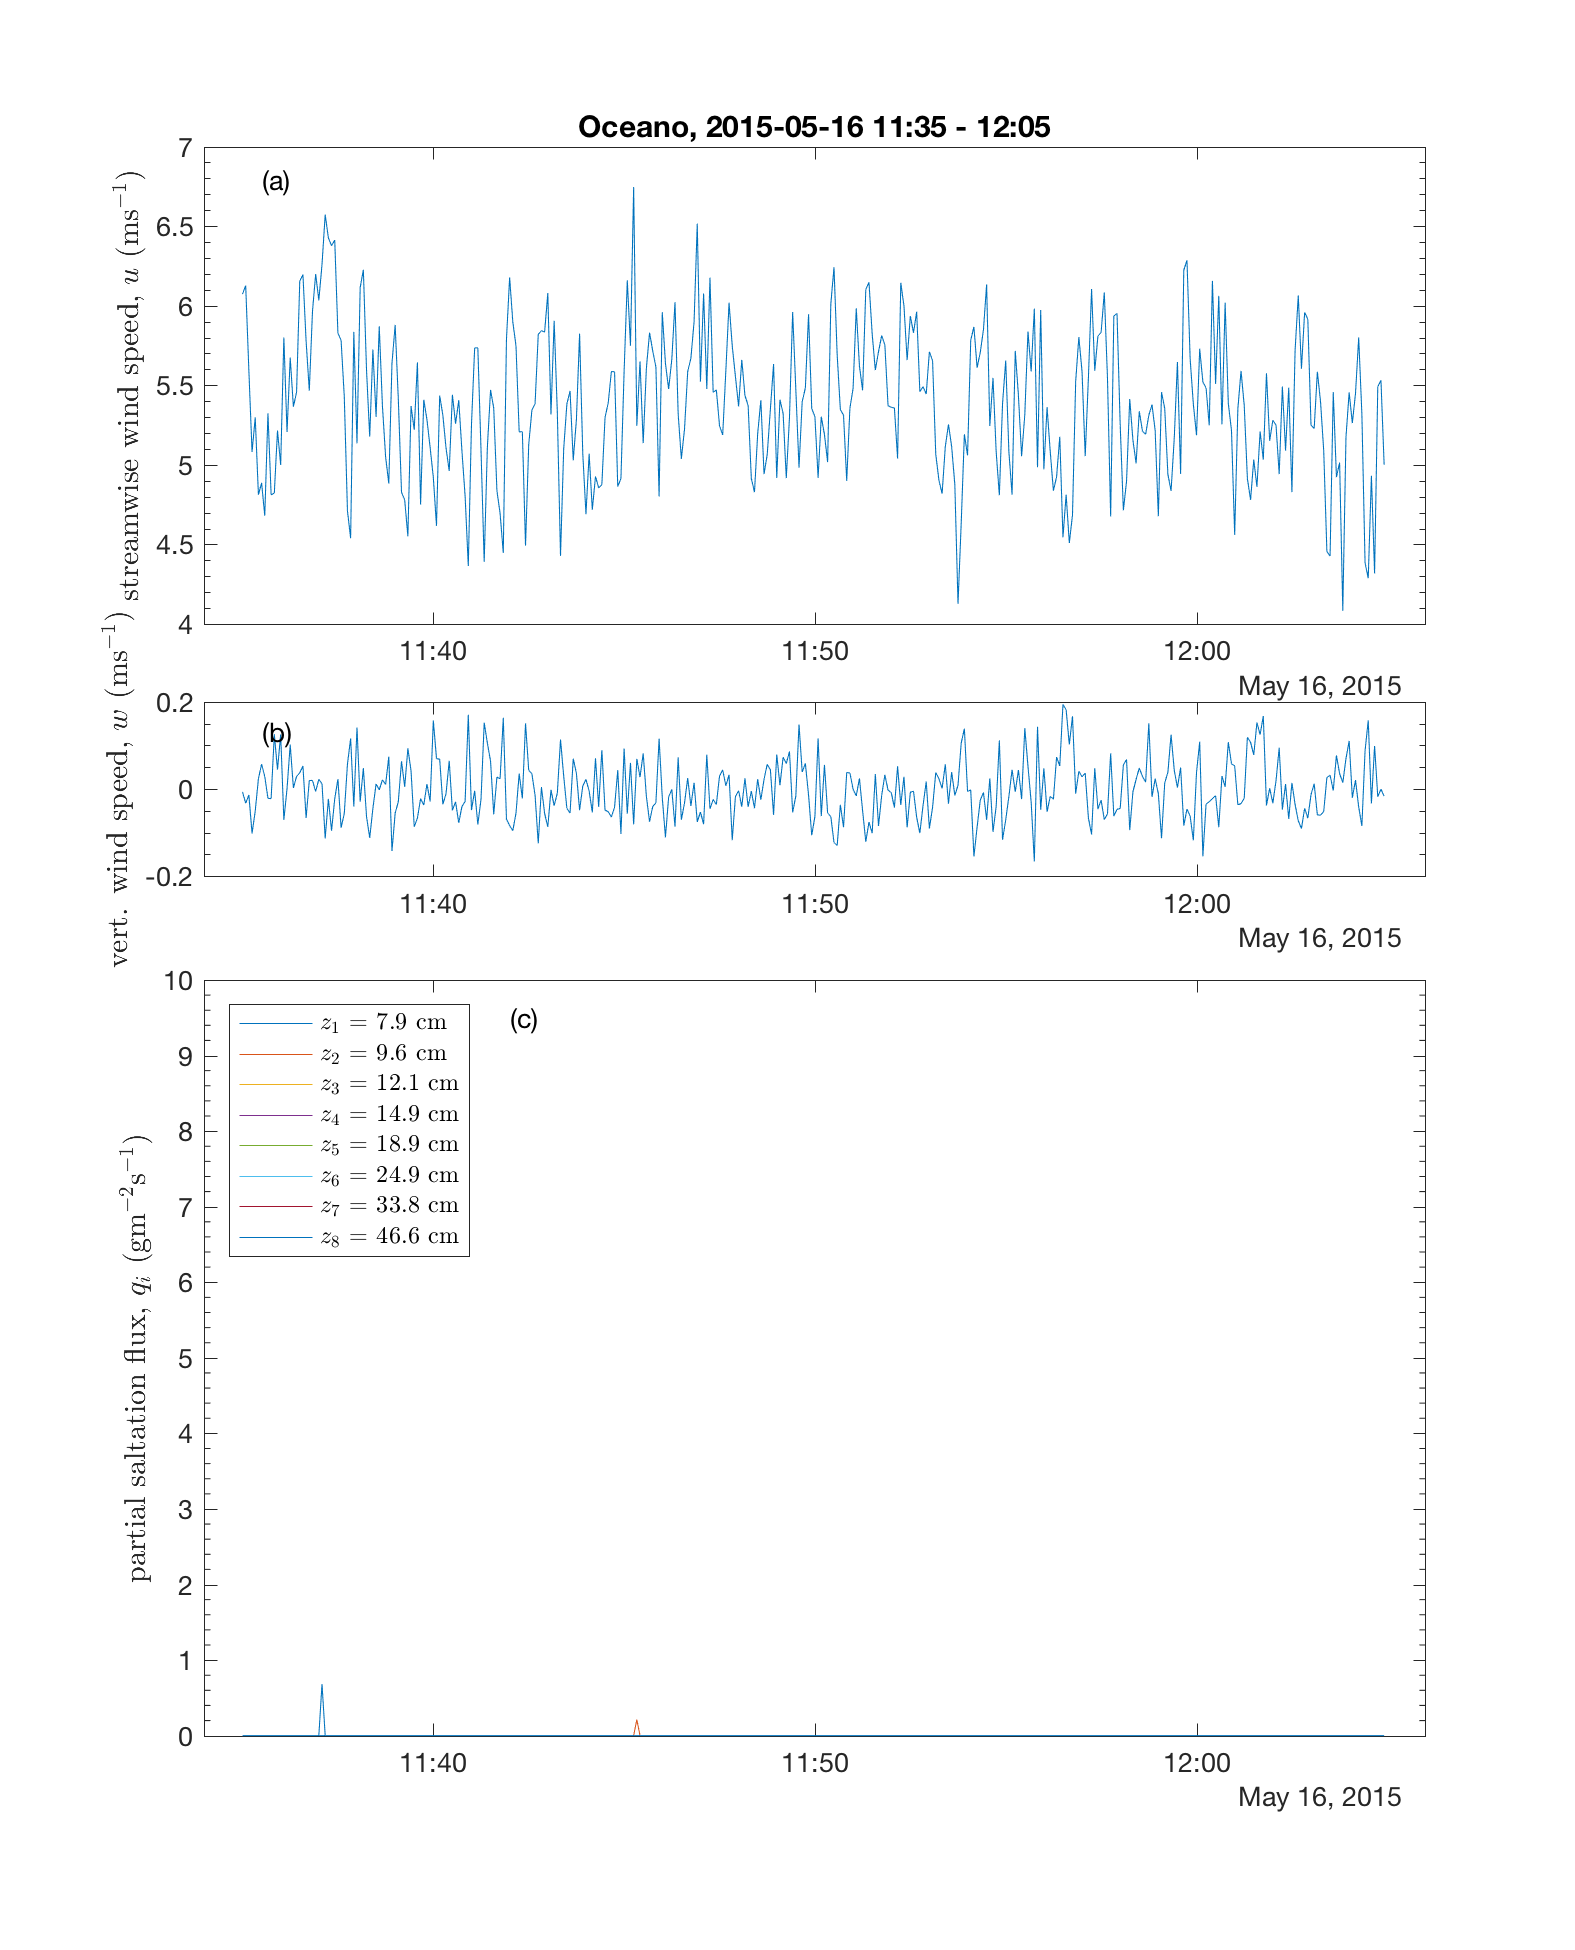 Oceano, 2015-05-16 11:35 - 12:05
(a)
streamwise wind speed, u (ms⁻¹)
7
6.5
6
5.5
5
4.5
4
11:40 11:50 12:00
May 16, 2015
(b)
vert. wind speed, w (ms⁻¹)
0.2
0
-0.2
11:40 11:50 12:00
May 16, 2015
(c)
partial saltation flux, qᵢ (gm⁻²s⁻¹)
10
9
8
7
6
5
4
3
2
1
0
z₁ = 7.9 cm
z₂ = 9.6 cm
z₃ = 12.1 cm
z₄ = 14.9 cm
z₅ = 18.9 cm
z₆ = 24.9 cm
z₇ = 33.8 cm
z₈ = 46.6 cm
11:40 11:50 12:00
May 16, 2015